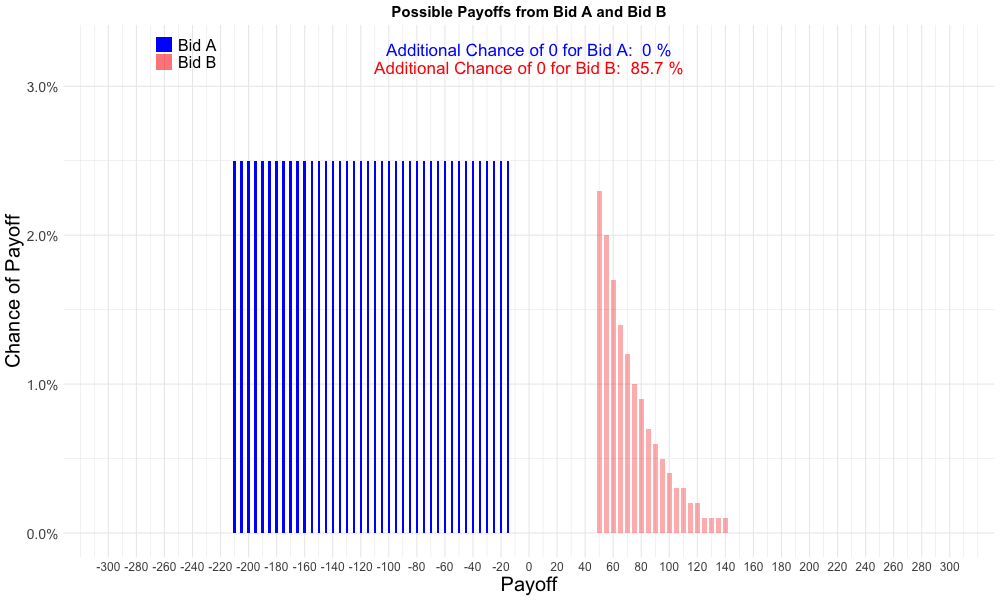 Possible Payoffs from Bid A and Bid B
Bid A
Bid B
Additional Chance of 0 for Bid A:  0 %
Additional Chance of 0 for Bid B:  85.7 %
Chance of Payoff
3.0%
2.0%
1.0%
0.0%
-300 -280 -260 -240 -220 -200 -180 -160 -140 -120 -100 -80 -60 -40 -20 0 20 40 60 80 100 120 140 160 180 200 220 240 260 280 300
Payoff